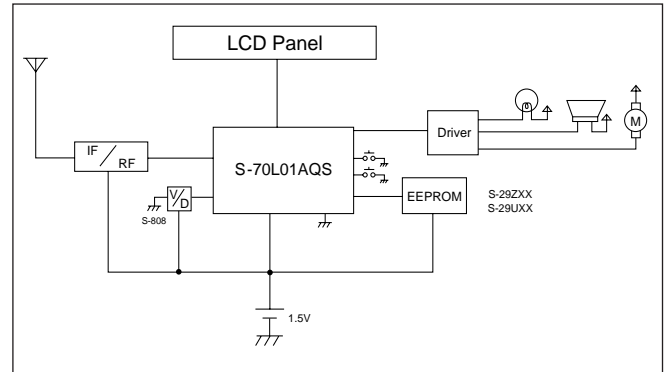 LCD Panel
IF / RF
S-70L01AQS
Driver
M
V/D
S-808
EEPROM
S-29ZXX
S-29UXX
1.5V